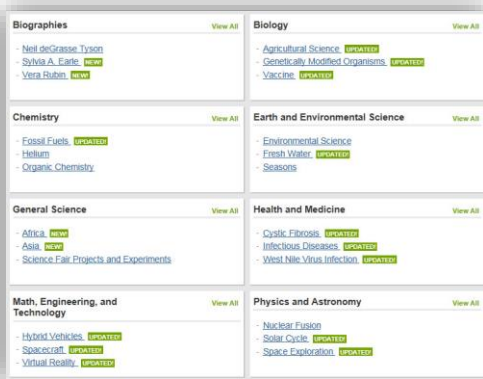 Biographies View All
- Neil deGrasse Tyson
- Sylvia A. Earle NEW!
- Vera Rubin NEW!
Biology View All
- Agricultural Science UPDATED!
- Genetically Modified Organisms UPDATED!
- Vaccine UPDATED!
Chemistry View All
- Fossil Fuels UPDATED!
- Helium
- Organic Chemistry
Earth and Environmental Science View All
- Environmental Science
- Fresh Water UPDATED!
- Seasons
General Science View All
- Africa NEW!
- Asia NEW!
- Science Fair Projects and Experiments
Health and Medicine View All
- Cystic Fibrosis UPDATED!
- Infectious Diseases UPDATED!
- West Nile Virus Infection UPDATED!
Math, Engineering, and View All
Technology
- Hybrid Vehicles UPDATED!
- Spacecraft UPDATED!
- Virtual Reality UPDATED!
Physics and Astronomy View All
- Nuclear Fusion
- Solar Cycle UPDATED!
- Space Exploration UPDATED!